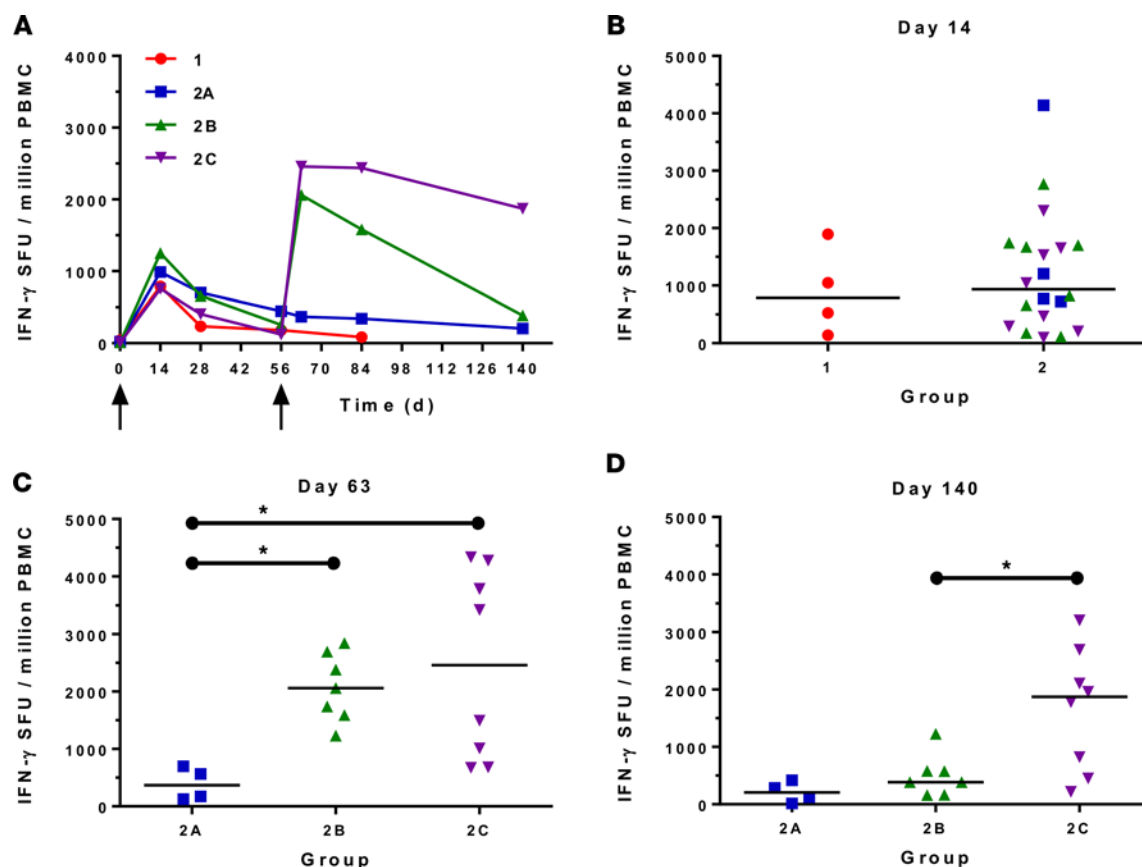 A
IFN-γ SFU / million PBMC
4000
3000
2000
1000
0
1
2A
2B
2C
0 14 28 42 56 70 84 98 112 126 140
Time (d)
B
Day 14
IFN-γ SFU / million PBMC
5000
4000
3000
2000
1000
0
1 2
Group
C
Day 63
IFN-γ SFU / million PBMC
5000
4000
3000
2000
1000
0
*
*
2A 2B 2C
Group
D
Day 140
IFN-γ SFU / million PBMC
5000
4000
3000
2000
1000
0
*
2A 2B 2C
Group